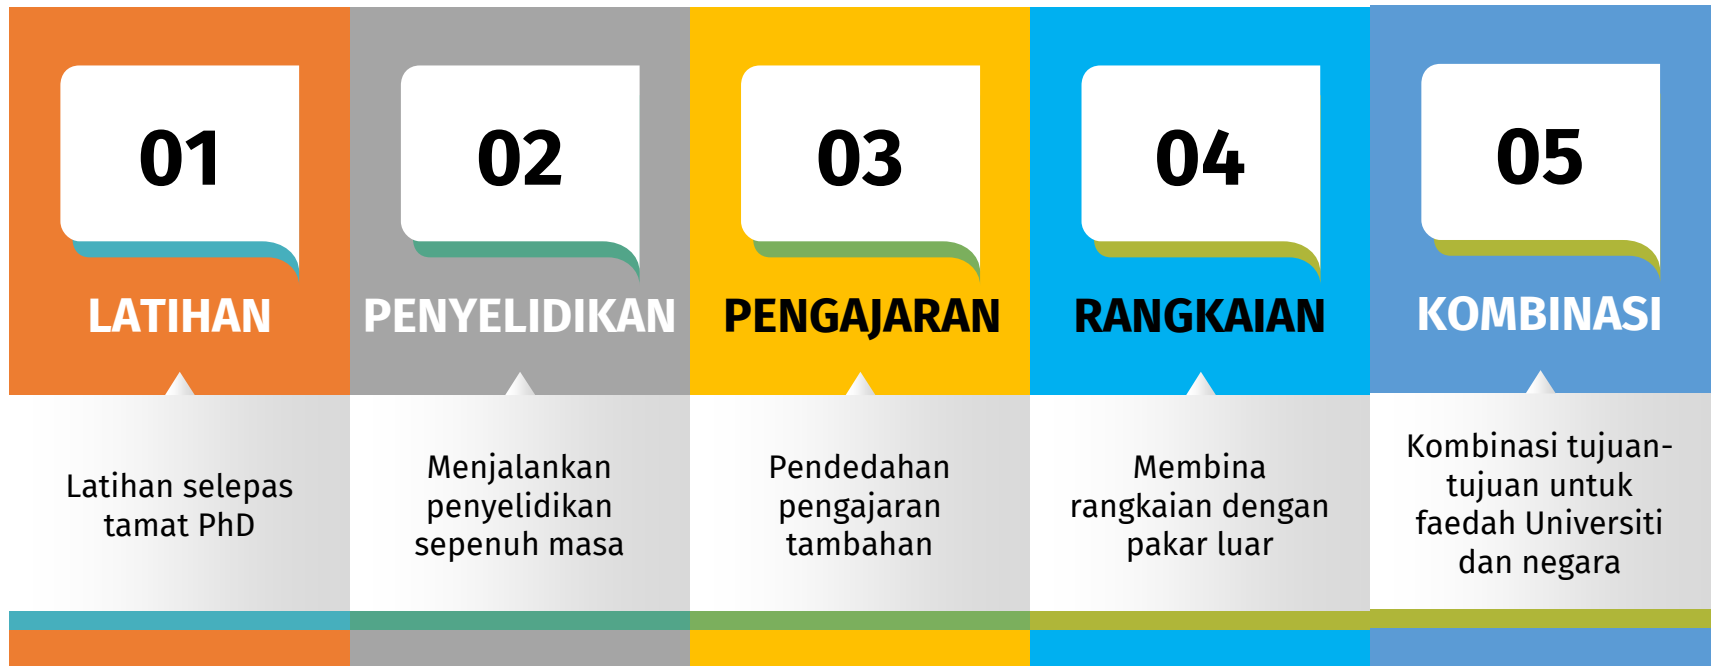 01
LATIHAN
Latihan selepas
tamat PhD
02
PENYELIDIKAN
Menjalankan
penyelidikan
sepenuh masa
03
PENGAJARAN
Pendedahan
pengajaran
tambahan
04
RANGKAIAN
Membina
rangkaian dengan
pakar luar
05
KOMBINASI
Kombinasi tujuan-
tujuan untuk
faedah Universiti
dan negara